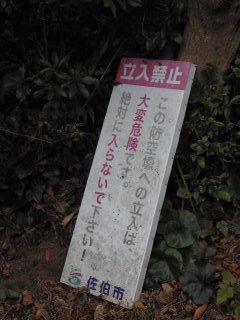 立入禁止
この防空壕への立入は、
大変危険です。
絶対に入らないで下さい！
佐伯市